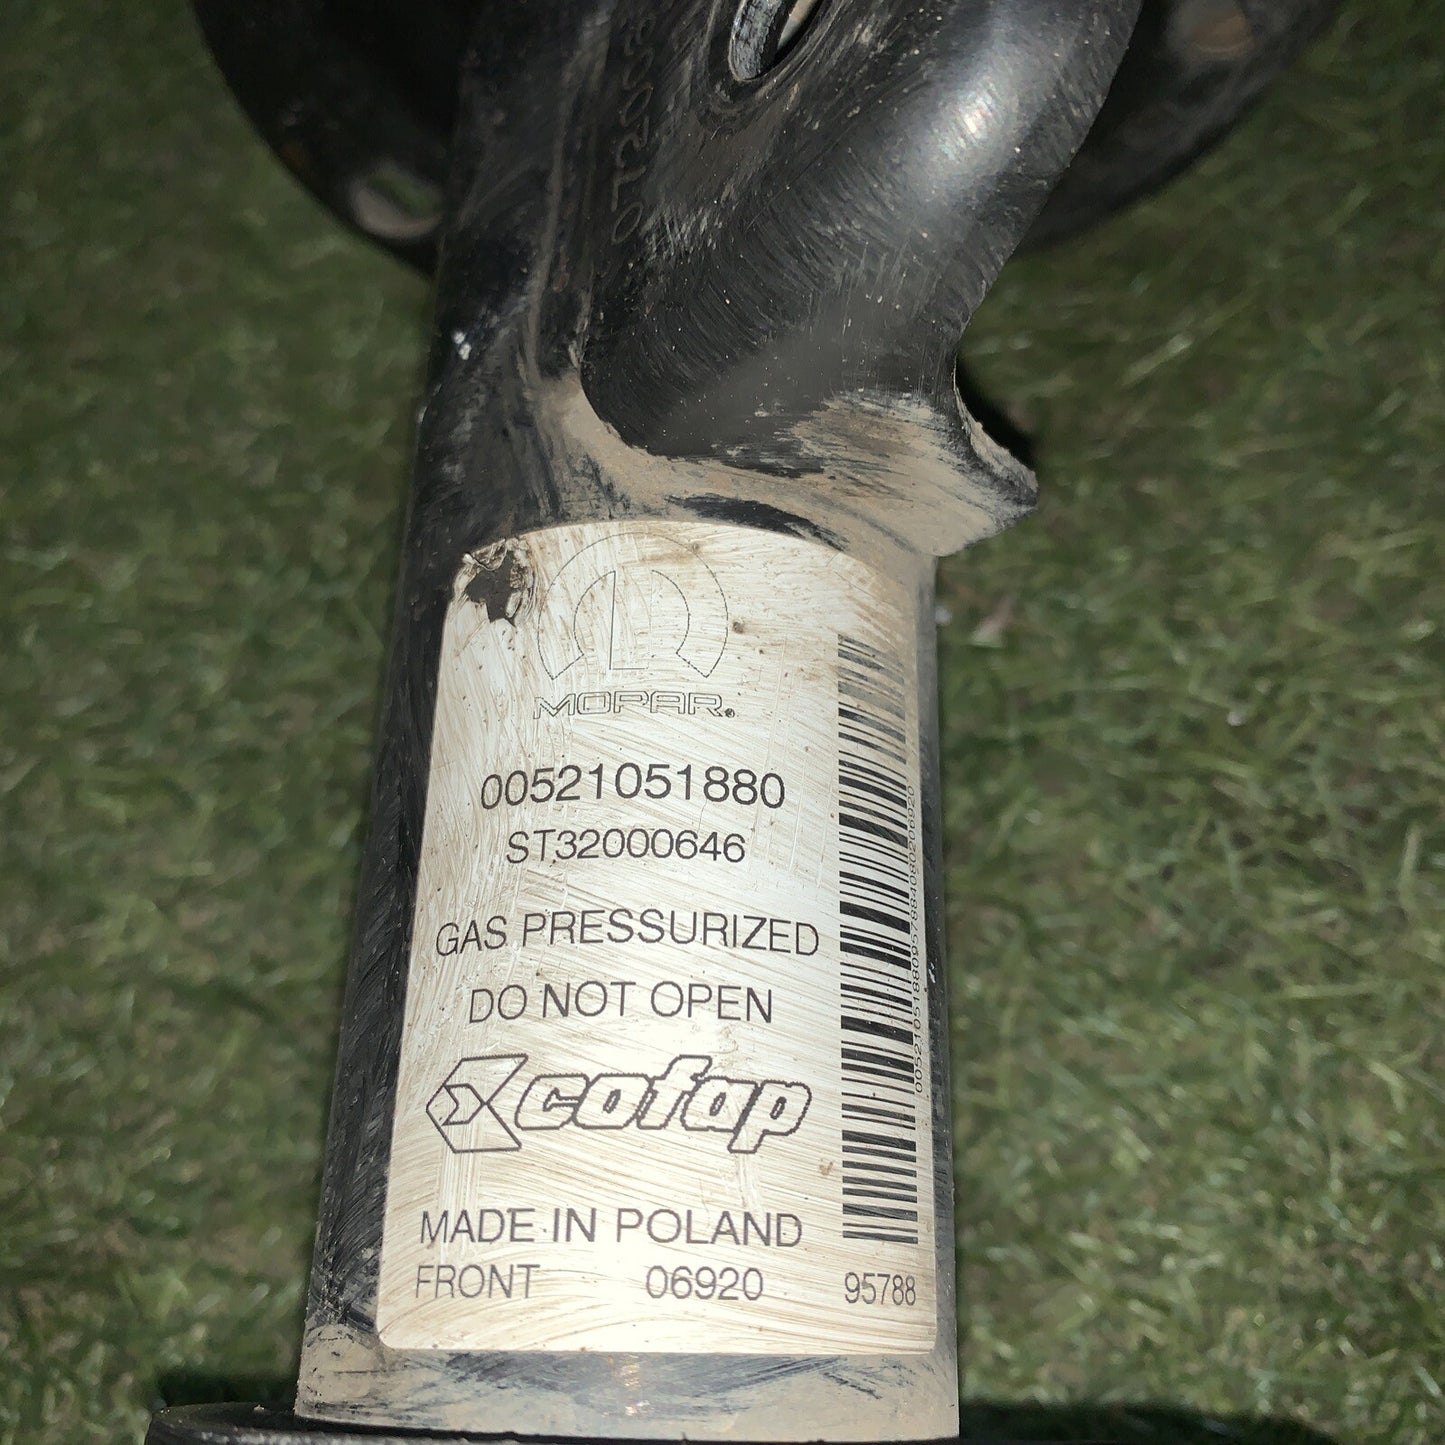 MOPAR®
00521051880
ST32000646
GAS PRESSURIZED
DO NOT OPEN
cofap
MADE IN POLAND
FRONT 06920 95788